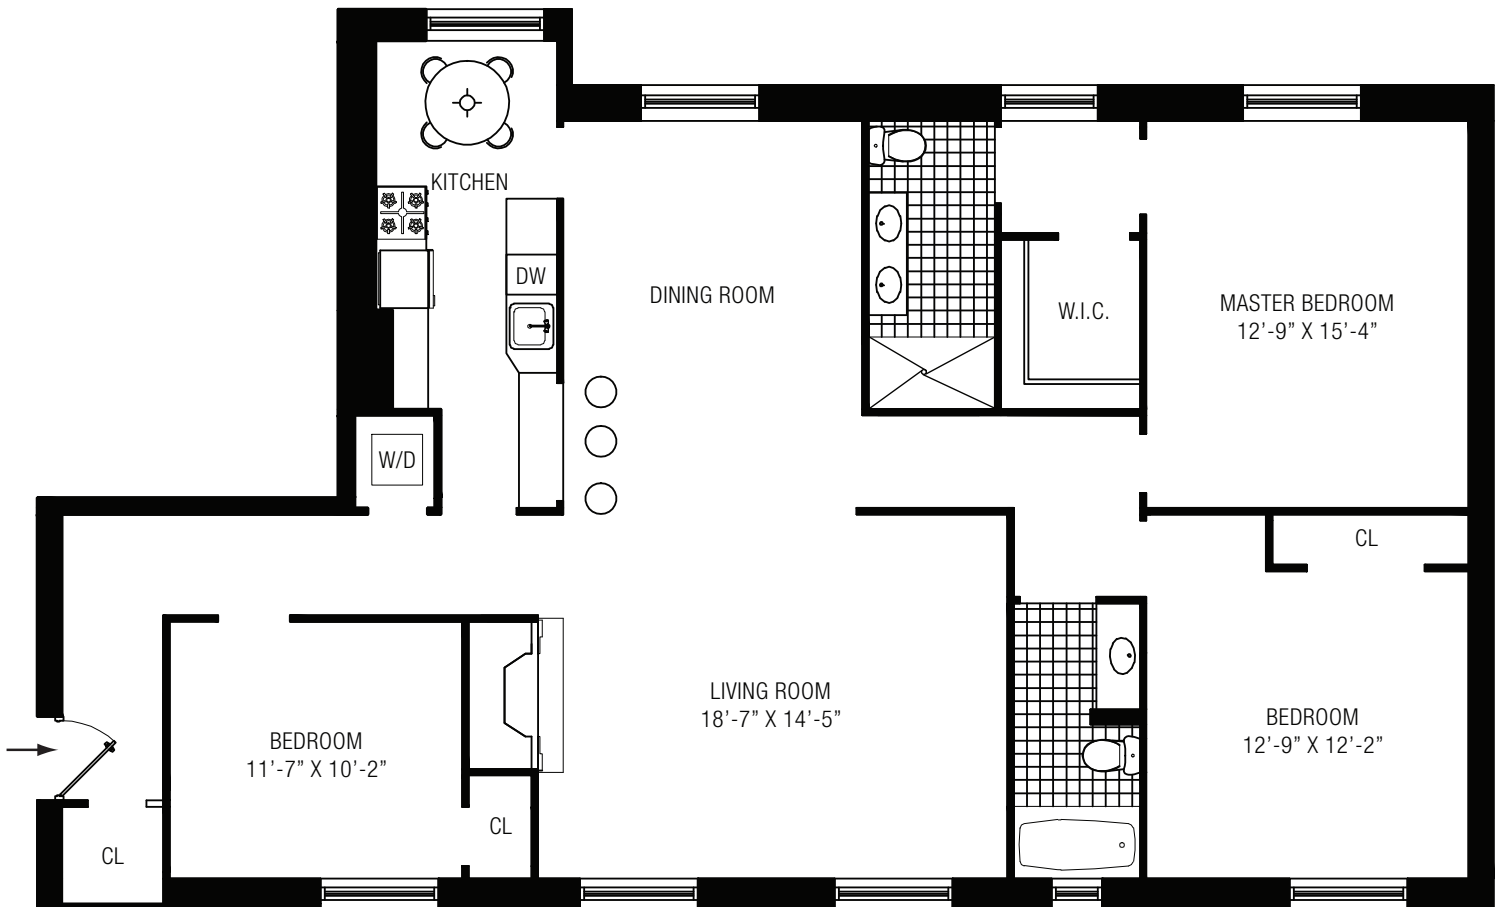 KITCHEN
DW
DINING ROOM
W.I.C.
MASTER BEDROOM
12’-9” X 15’-4”
W/D
CL
LIVING ROOM
18’-7” X 14’-5”
BEDROOM
12’-9” X 12’-2”
BEDROOM
11’-7” X 10’-2”
CL
CL